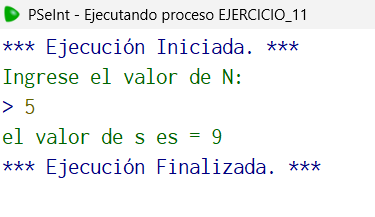 PSeInt - Ejecutando proceso EJERCICIO_11
*** Ejecución Iniciada. ***
Ingrese el valor de N:
> 5
el valor de s es = 9
*** Ejecución Finalizada. ***